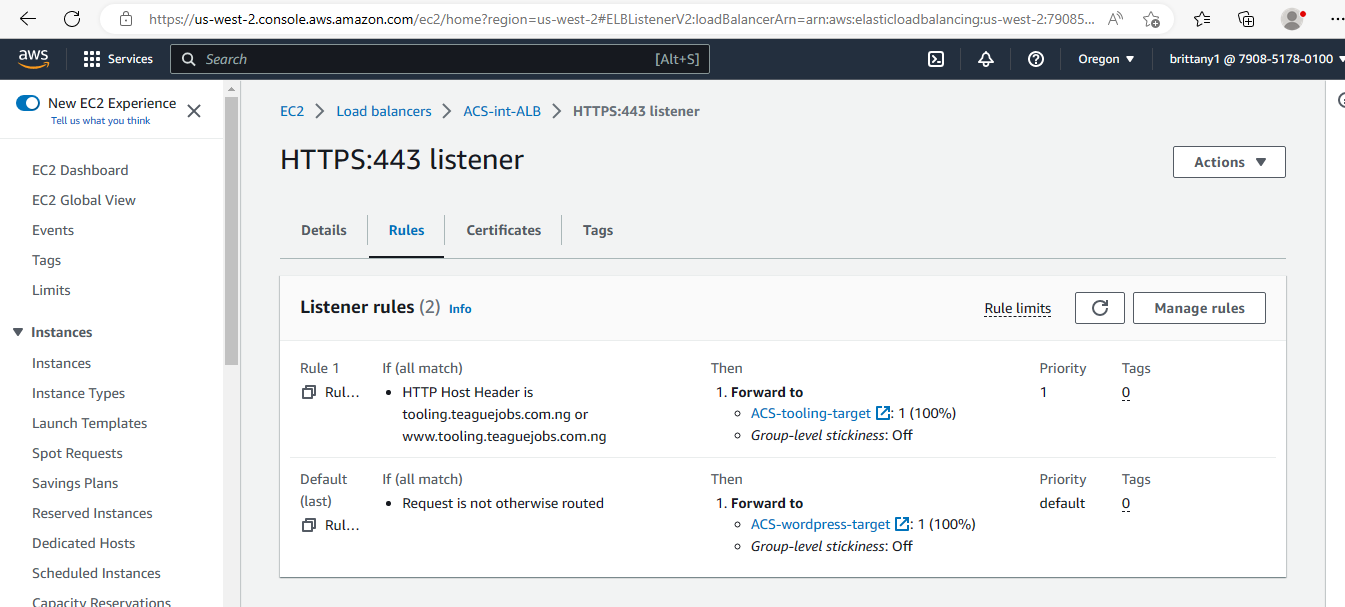 https://us-west-2.console.aws.amazon.com/ec2/home?region=us-west-2#ELBListenerV2:loadBalancerArn=arn:aws:elasticloadbalancing:us-west-2:79085...
aws Services Search [Alt+S] Oregon brittany1 @ 7908-5178-0100
New EC2 Experience
Tell us what you think
EC2 Dashboard
EC2 Global View
Events
Tags
Limits
Instances
Instances
Instance Types
Launch Templates
Spot Requests
Savings Plans
Reserved Instances
Dedicated Hosts
Scheduled Instances
Capacity Reservations
EC2 > Load balancers > ACS-int-ALB > HTTPS:443 listener
HTTPS:443 listener
Actions
Details Rules Certificates Tags
Listener rules (2) Info
Rule limits Manage rules
Rule 1 If (all match) Then Priority Tags
Rul... • HTTP Host Header is 1. Forward to 1 0
tooling.teaguejobs.com.ng or ACS-tooling-target : 1 (100%)
www.tooling.teaguejobs.com.ng Group-level stickiness: Off
Default If (all match) Then Priority Tags
(last) • Request is not otherwise routed 1. Forward to default 0
Rul... ACS-wordpress-target : 1 (100%)
Group-level stickiness: Off